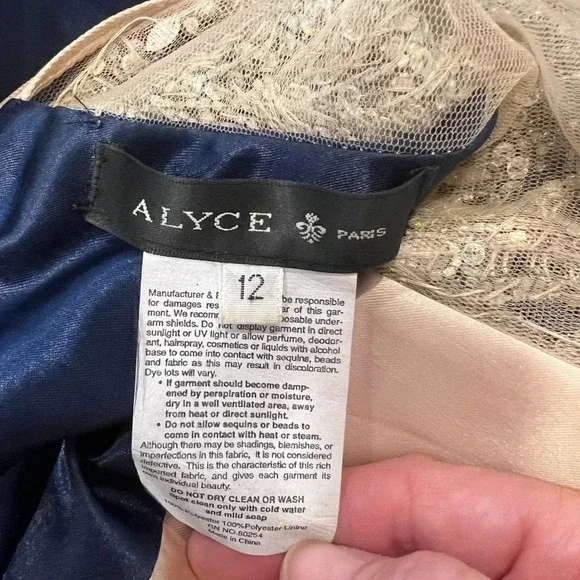 ALYCE PARIS
12
Manufacturer & be responsible
for damages res ar of this gar-
ment. We recom posable under-
arm shields. Do not display garment in direct
sunlight or UV light or allow perfume, deodor-
ant, hairspray, cosmetics or liquids with alcohol
base to come into contact with sequins, beads
and fabric as this may result in discoloration.
Dye lots will vary.
• If garment should become damp-
ened by perspiration or moisture,
dry in a well ventilated area, away
from heat or direct sunlight.
• Do not allow sequins or beads to
come in contact with heat or steam.
Although there may be shadings, blemishes, or
imperfections in this fabric, it is not considered
defective. This is the characteristic of this rich
imported fabric, and gives each garment its
own individual beauty.
DO NOT DRY CLEAN OR WASH
spot clean only with cold water
and mild soap
100% Polyester 100%Polyester Lining
RN NO.60254
Made in China